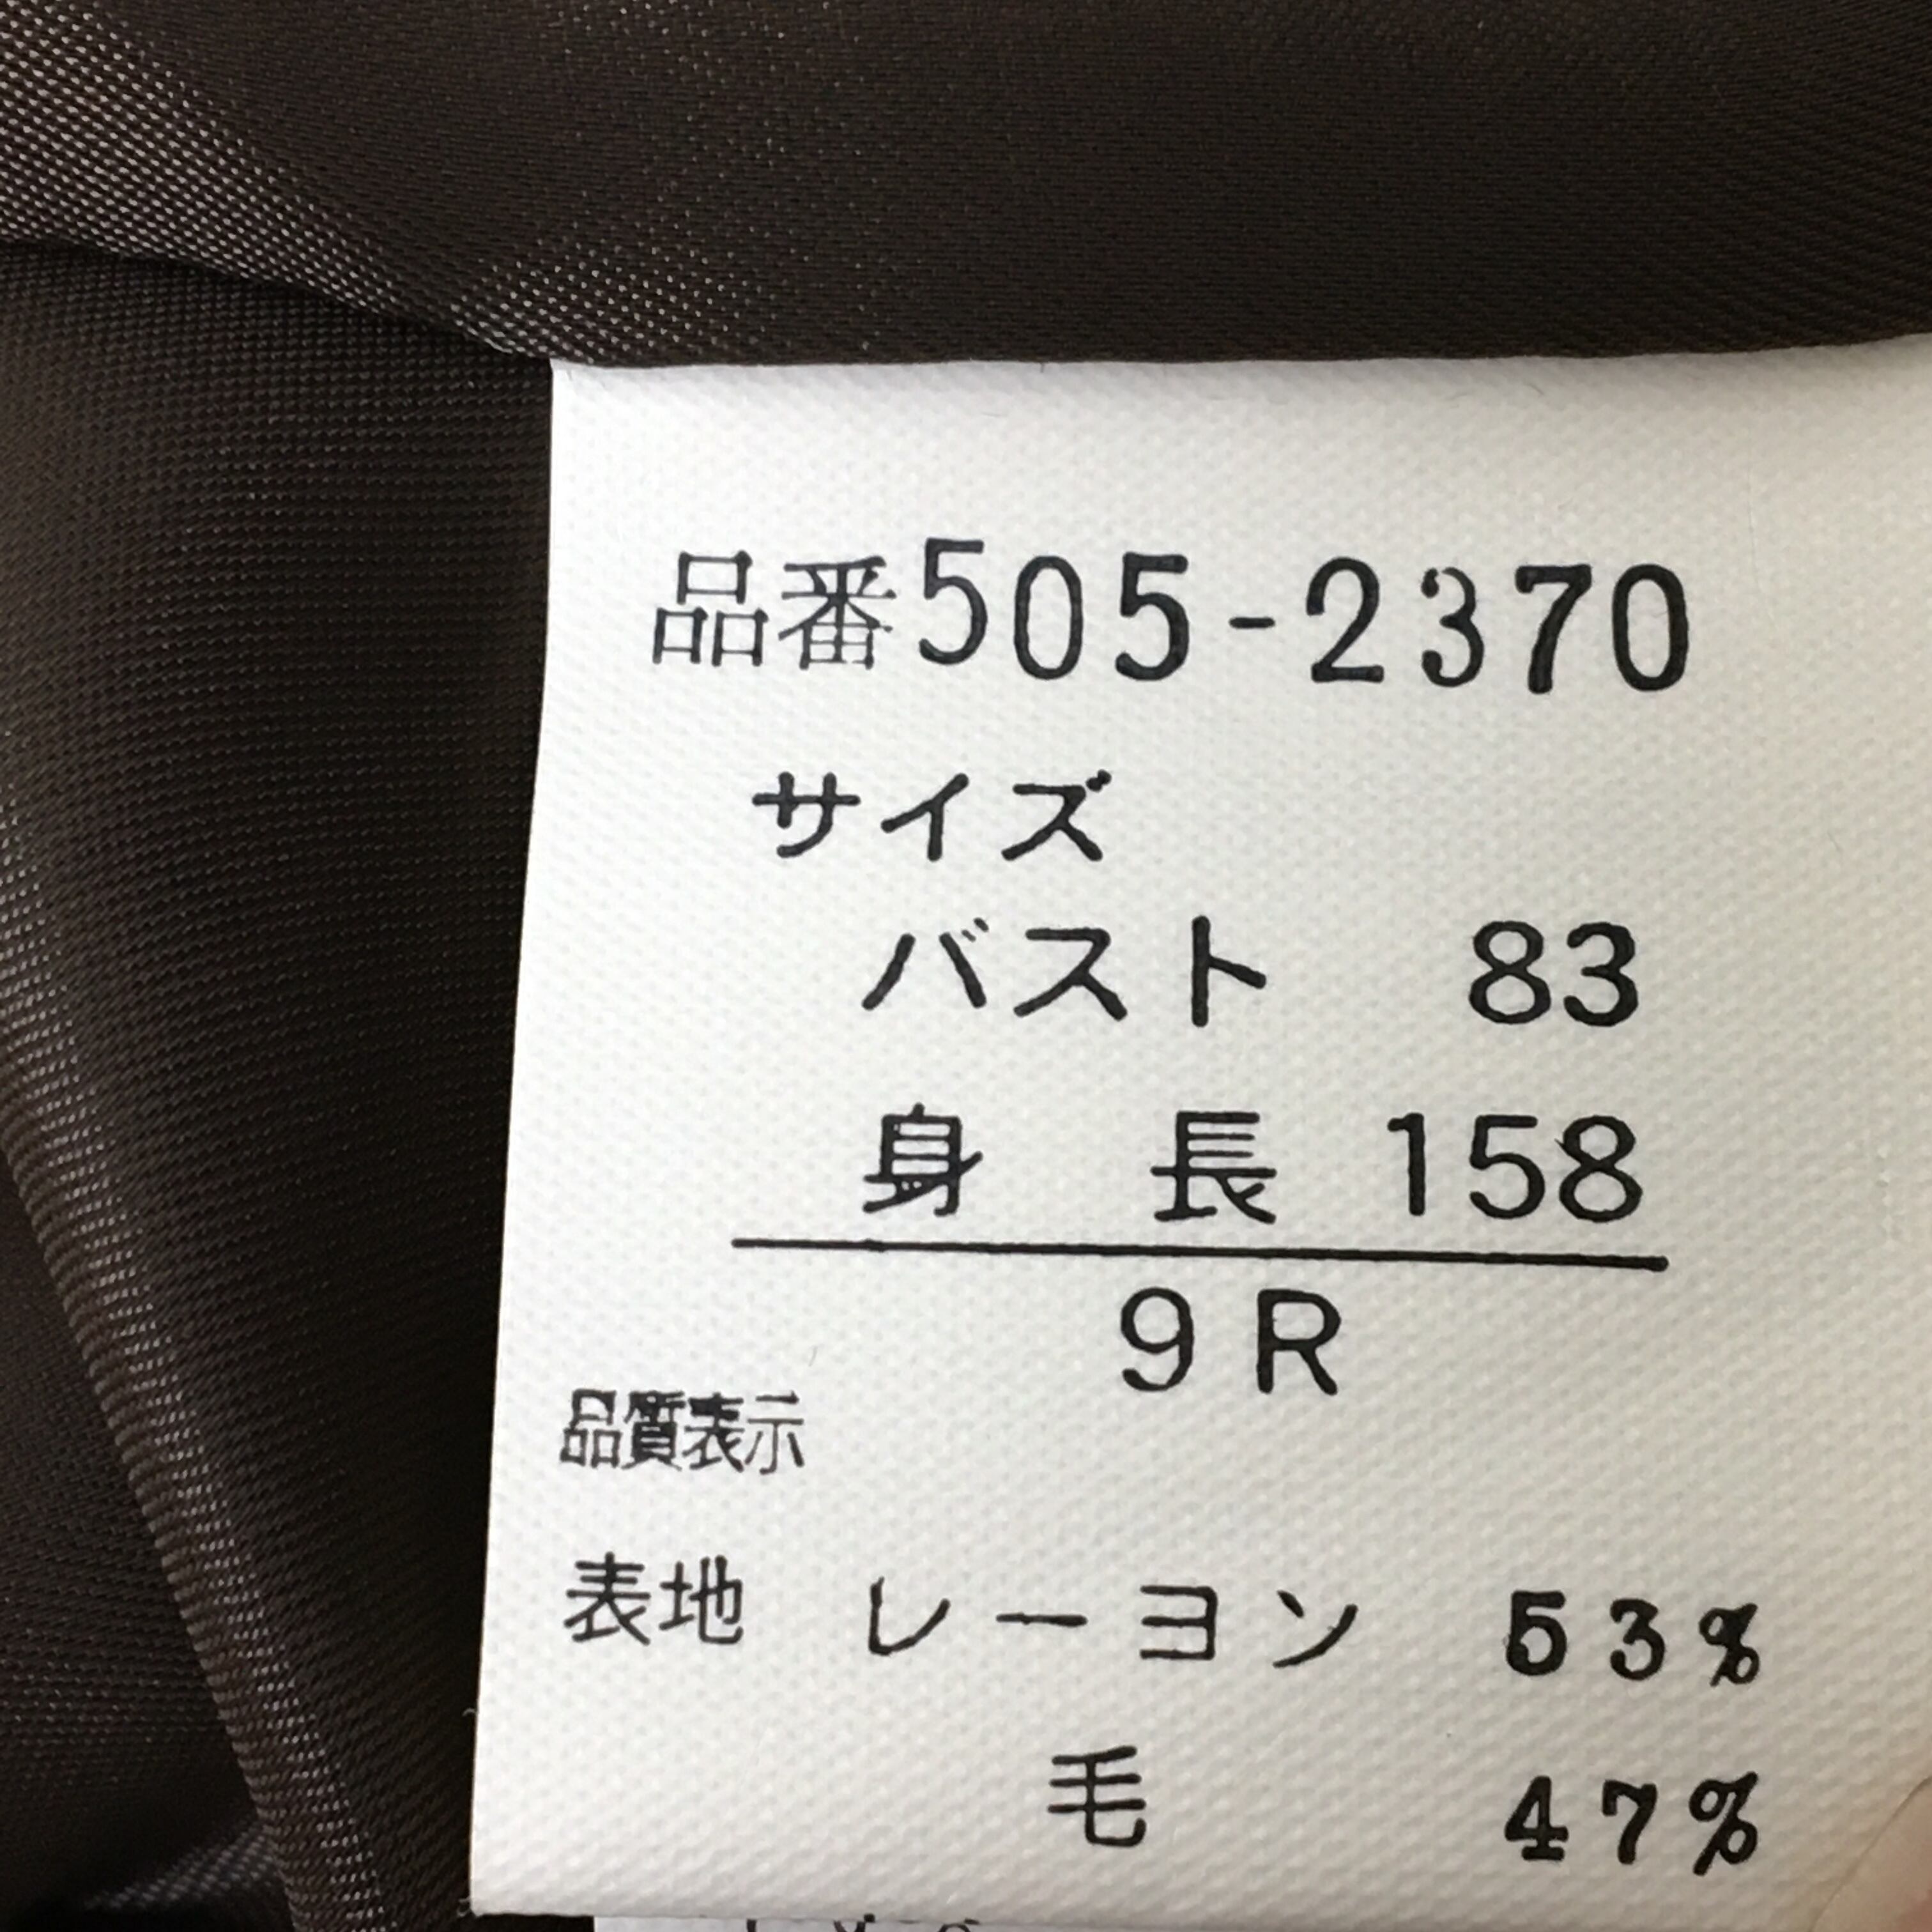 品番505-2370
サイズ
バスト 83
身 長 158
9R
品質表示
表地 レーヨン 53%
毛 47%